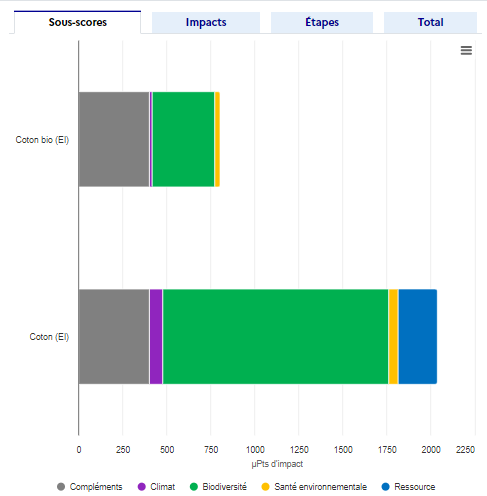 Sous-scores Impacts Étapes Total
Coton bio (EI)
Coton (EI)
0 250 500 750 1000 1250 1500 1750 2000 2250
µPts d'impact
Compléments Climat Biodiversité Santé environnementale Ressource